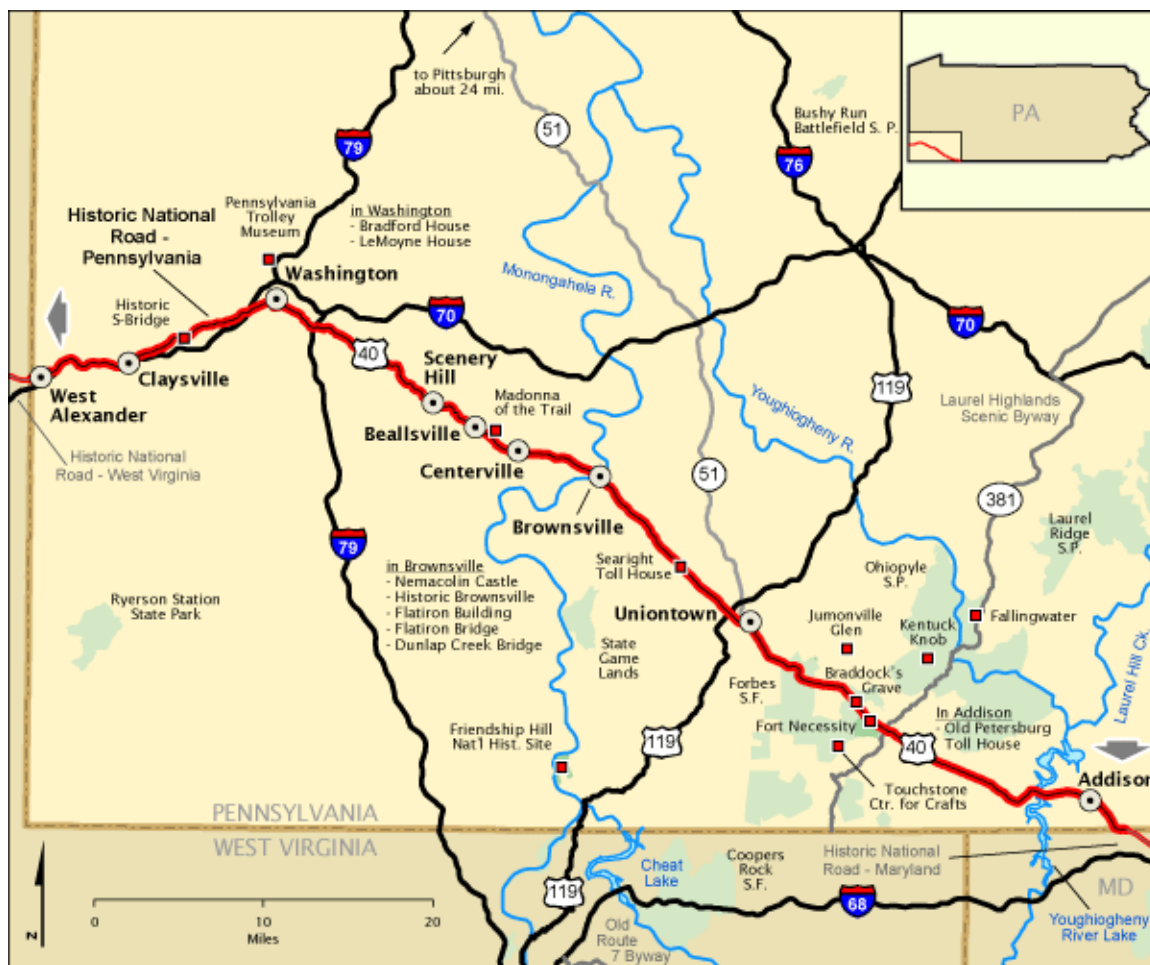 to Pittsburgh
about 24 mi.
51
79
76
Bushy Run
Battlefield S. P.
PA
Historic National
Road -
Pennsylvania
Pennsylvania
Trolley
Museum
in Washington
- Bradford House
- LeMoyne House
Washington
Monongahela R.
Historic
S-Bridge
70
70
40
Scenery
Hill
Claysville
West
Alexander
Madonna
of the Trail
Beallsville
Centerville
Youghiogheny R.
119
Laurel Highlands
Scenic Byway
Historic National
Road - West Virginia
51
381
Brownsville
79
Searight
Toll House
Laurel
Ridge
S.P.
in Brownsville
- Nemacolin Castle
- Historic Brownsville
- Flatiron Building
- Flatiron Bridge
- Dunlap Creek Bridge
Ohiopyle
S.P.
Ryerson Station
State Park
Uniontown
Jumonville
Glen
Kentuck
Knob
Fallingwater
State
Game
Lands
Forbes
S.F.
Braddock's
Grave
Laurel Hill Ck.
Friendship Hill
Nat'l Hist. Site
119
Fort Necessity
In Addison
- Old Petersburg
Toll House
40
Touchstone
Ctr. for Crafts
Addison
PENNSYLVANIA
WEST VIRGINIA
Cheat
Lake
Coopers
Rock
S.F.
Historic National
Road - Maryland
MD
119
68
0
10
20
Miles
N
Old
Route
7 Byway
Youghiogheny
River Lake